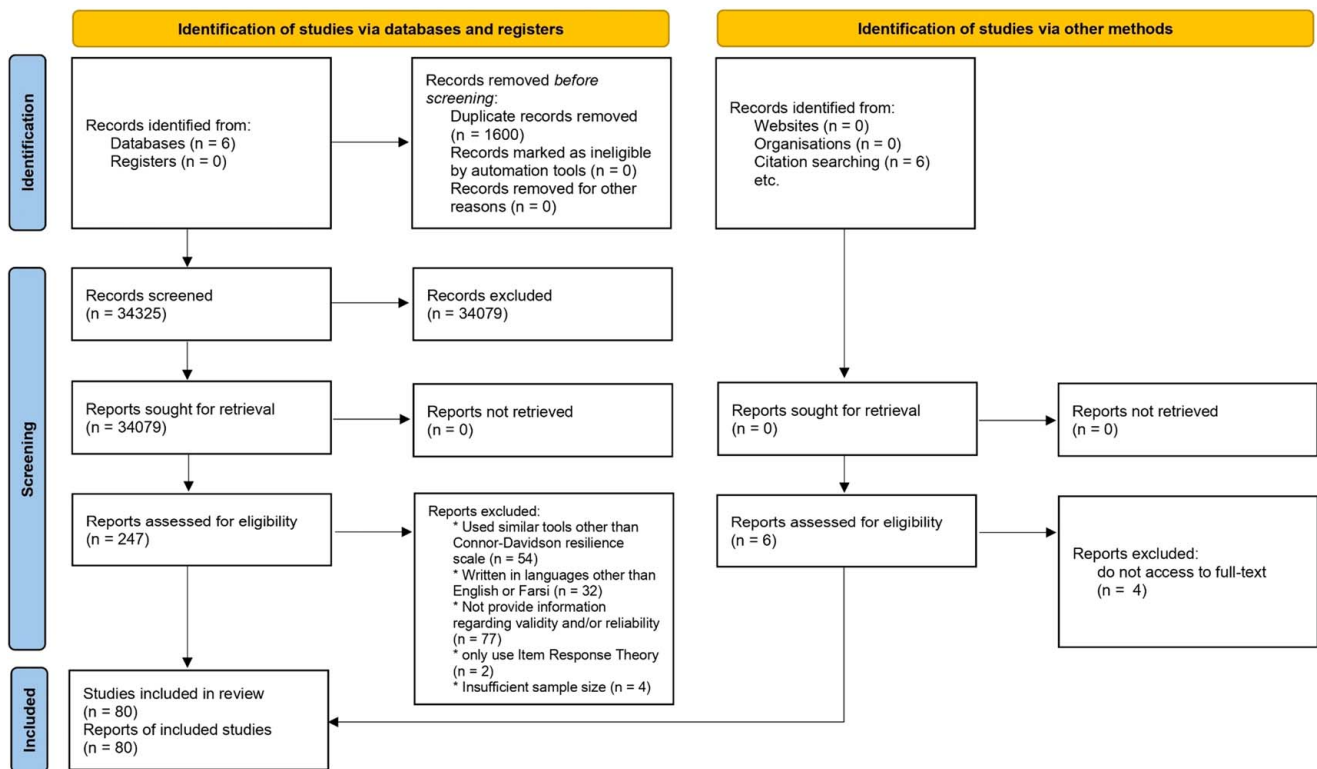 Identification of studies via databases and registers
Identification of studies via other methods
Identification
Records identified from:
Databases (n = 6)
Registers (n = 0)
Records removed before
screening:
Duplicate records removed
(n = 1600)
Records marked as ineligible
by automation tools (n = 0)
Records removed for other
reasons (n = 0)
Records identified from:
Websites (n = 0)
Organisations (n = 0)
Citation searching (n = 6)
etc.
Screening
Records screened
(n = 34325)
Records excluded
(n = 34079)
Reports sought for retrieval
(n = 34079)
Reports not retrieved
(n = 0)
Reports sought for retrieval
(n = 0)
Reports not retrieved
(n = 0)
Reports assessed for eligibility
(n = 247)
Reports excluded:
* Used similar tools other than
Connor-Davidson resilience
scale (n = 54)
* Written in languages other than
English or Farsi (n = 32)
* Not provide information
regarding validity and/or reliability
(n = 77)
* only use Item Response Theory
(n = 2)
* Insufficient sample size (n = 4)
Reports assessed for eligibility
(n = 6)
Reports excluded:
do not access to full-text
(n = 4)
Included
Studies included in review
(n = 80)
Reports of included studies
(n = 80)